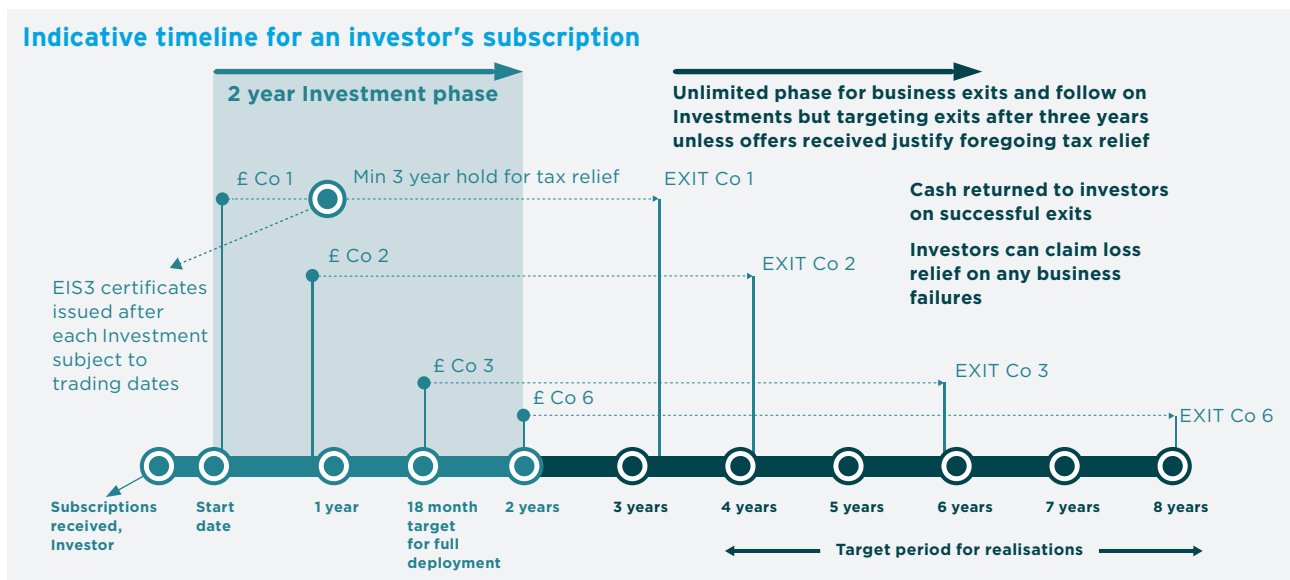 Indicative timeline for an investor's subscription
2 year Investment phase
Unlimited phase for business exits and follow on
Investments but targeting exits after three years
unless offers received justify foregoing tax relief
£ Co 1
Min 3 year hold for tax relief
EXIT Co 1
Cash returned to investors
on successful exits
£ Co 2
EXIT Co 2
Investors can claim loss
relief on any business
failures
EIS3 certificates
issued after
each Investment
subject to
trading dates
£ Co 3
EXIT Co 3
£ Co 6
EXIT Co 6
Subscriptions
received,
Investor
Start
date
1 year
18 month
target
for full
deployment
2 years
3 years
4 years
5 years
6 years
7 years
8 years
Target period for realisations